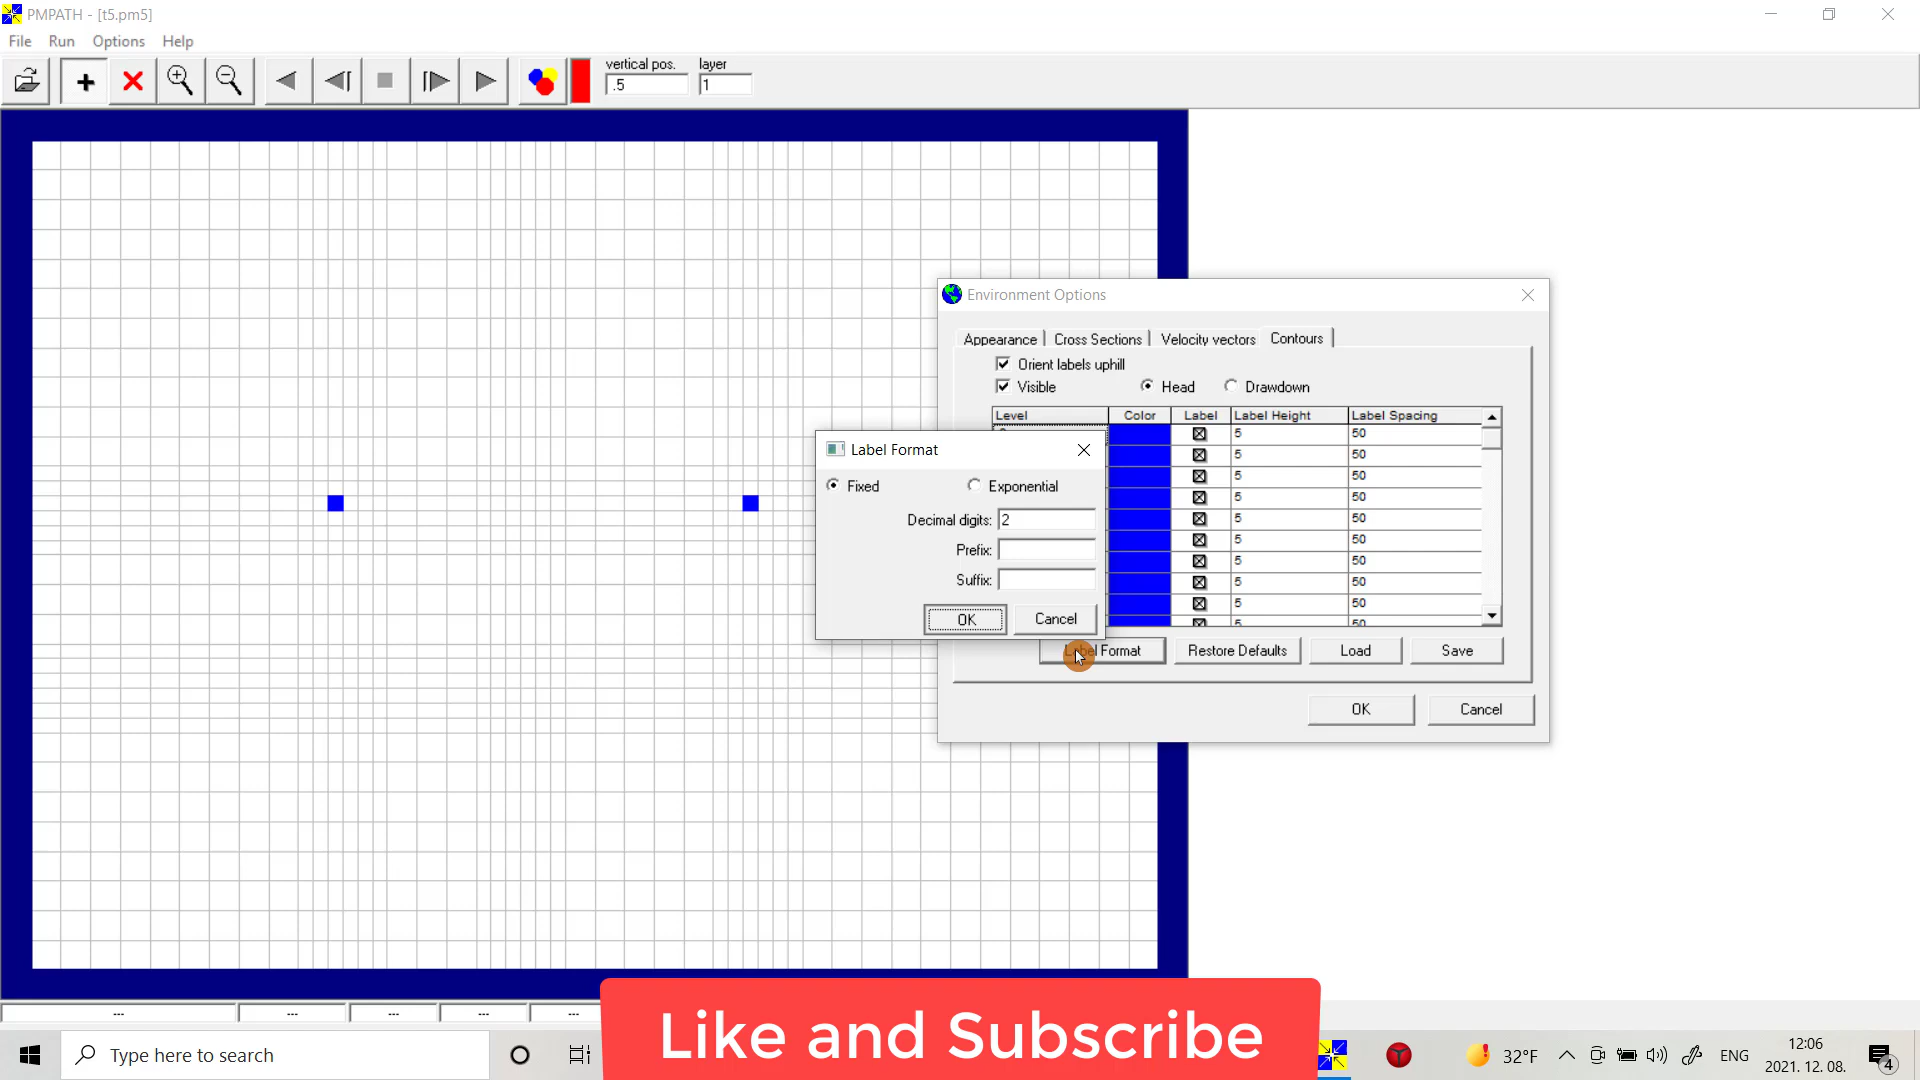 PMPATH - [t5.pm5]
File Run Options Help
vertical pos. layer
.5 1
Environment Options
Appearance Cross Sections Velocity vectors Contours
Orient labels uphill
Visible Head Drawdown
Level Color Label Label Height Label Spacing
5 50
5 50
5 50
5 50
5 50
5 50
5 50
5 50
5 50
5 50
Label Format
Fixed Exponential
Decimal digits: 2
Prefix:
Suffix:
OK Cancel
Label Format Restore Defaults Load Save
OK Cancel
--- --- --- --- ---
Like and Subscribe
Type here to search
32°F ENG 12:06
2021. 12. 08.
4